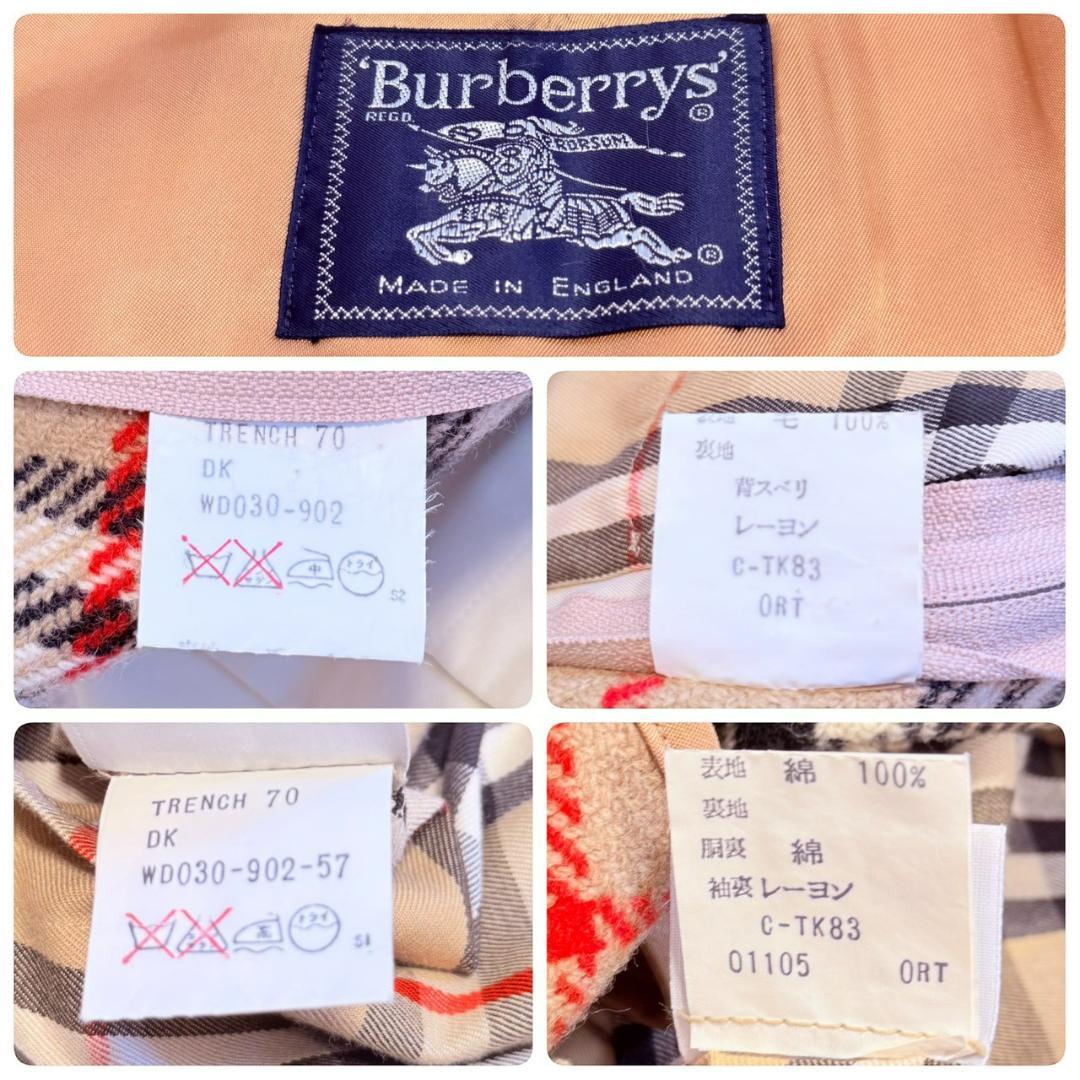 'Burberrys'
REGD. ®
PRORSUM
®
MADE IN ENGLAND
TRENCH 70
DK
WD030-902
中 ドライ
S2
毛 100%
裏地
背スベリ
レーヨン
C-TK83
ORT
TRENCH 70
DK
WD030-902-57
高 ドライ
表地 綿 100%
裏地
胴裏 綿
袖裏 レーヨン
C-TK83
01105 ORT